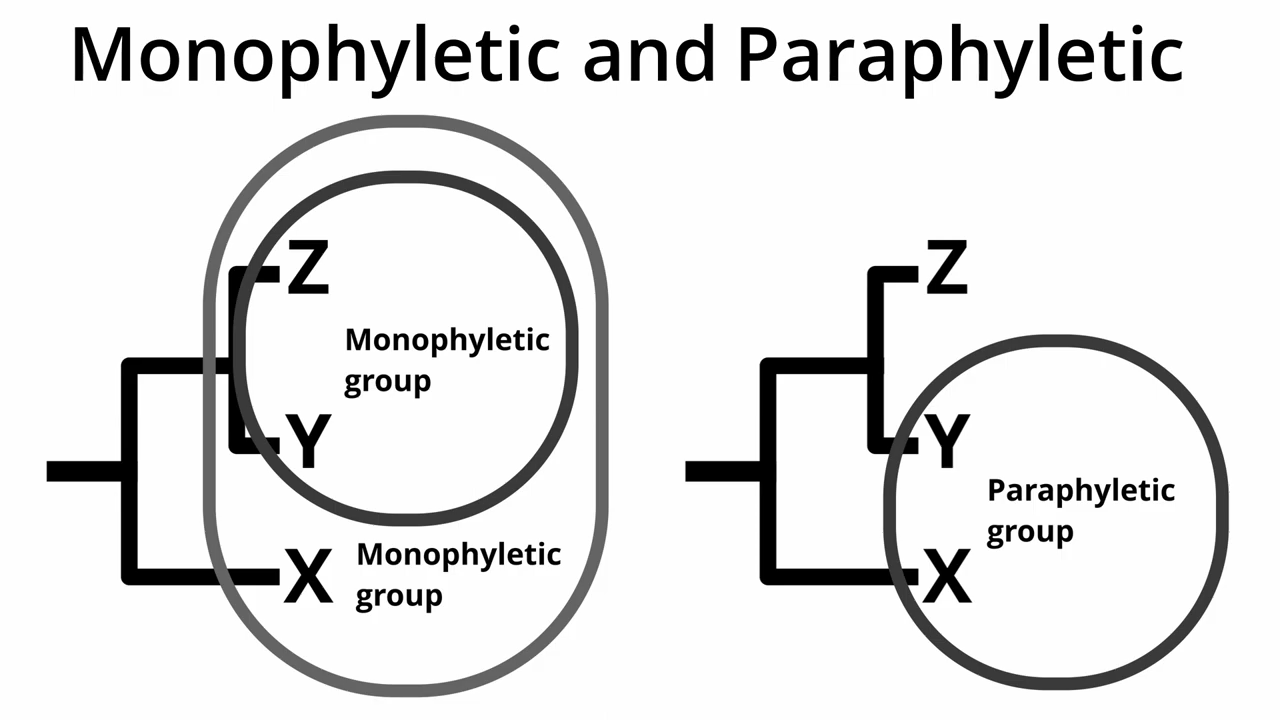 Monophyletic and Paraphyletic
Z
Monophyletic
group
Y
X
Monophyletic
group
Z
Y
Paraphyletic
group
X